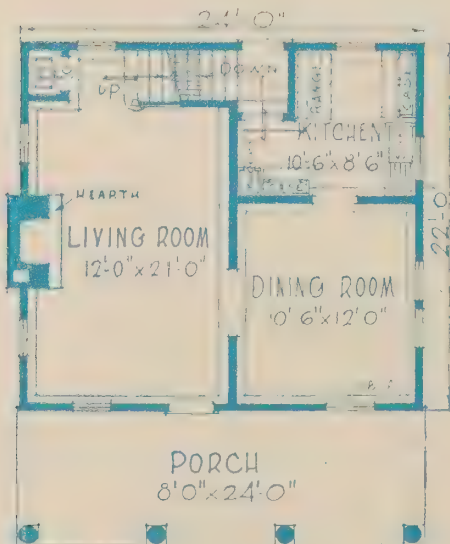 24'-0"
UP
DOWN
RANGE
KITCHEN
10'-6"x8'6"
HEARTH
LIVING ROOM
12'-0"x21'-0"
22'-0"
DINING ROOM
10'6"x12'0"
PORCH
8'0"x24'-0"